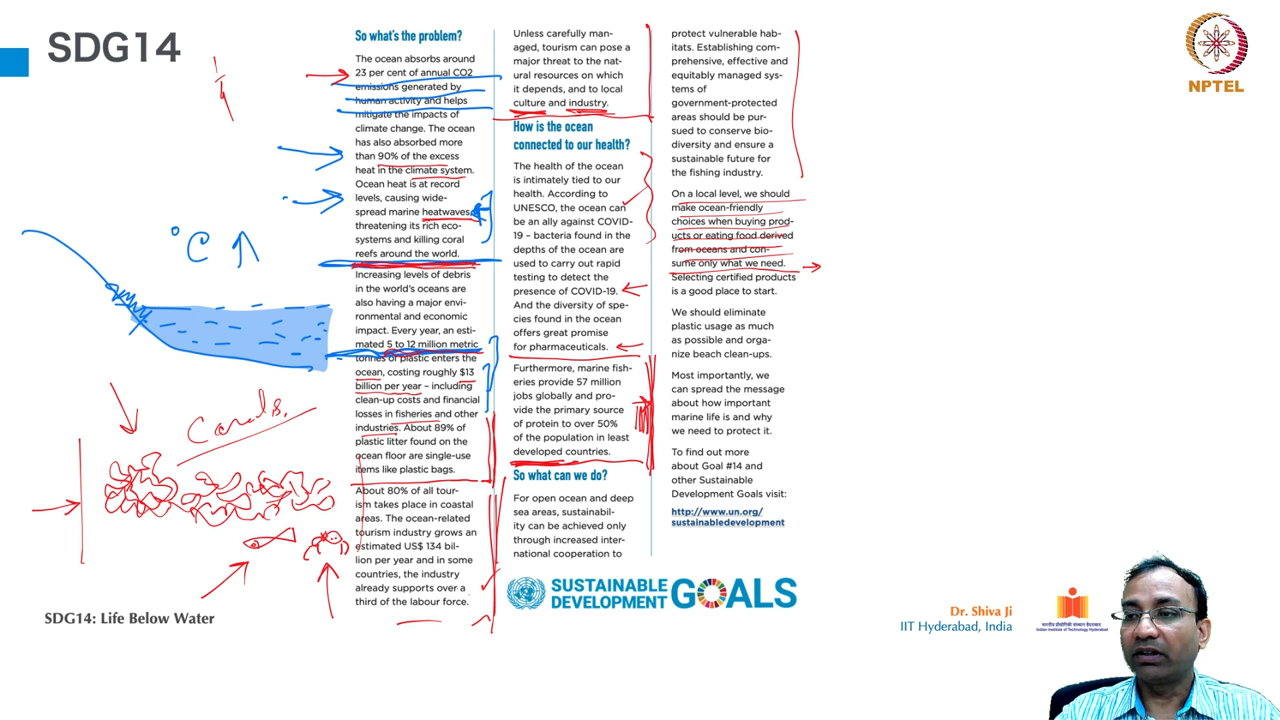 SDG14
1/4
°C ↑
Corals.
So what's the problem?
The ocean absorbs around
23 per cent of annual CO2
emissions generated by
human activity and helps
mitigate the impacts of
climate change. The ocean
has also absorbed more
than 90% of the excess
heat in the climate system.
Ocean heat is at record
levels, causing wide-
spread marine heatwaves,
threatening its rich eco-
systems and killing coral
reefs around the world.
Increasing levels of debris
in the world's oceans are
also having a major envi-
ronmental and economic
impact. Every year, an esti-
mated 5 to 12 million metric
tonnes of plastic enters the
ocean, costing roughly $13
billion per year – including
clean-up costs and financial
losses in fisheries and other
industries. About 89% of
plastic litter found on the
ocean floor are single-use
items like plastic bags.
About 80% of all tour-
ism takes place in coastal
areas. The ocean-related
tourism industry grows an
estimated US$ 134 bil-
lion per year and in some
countries, the industry
already supports over a
third of the labour force.
Unless carefully man-
aged, tourism can pose a
major threat to the nat-
ural resources on which
it depends, and to local
culture and industry.
How is the ocean
connected to our health?
The health of the ocean
is intimately tied to our
health. According to
UNESCO, the ocean can
be an ally against COVID-
19 – bacteria found in the
depths of the ocean are
used to carry out rapid
testing to detect the
presence of COVID-19.
And the diversity of spe-
cies found in the ocean
offers great promise
for pharmaceuticals.
Furthermore, marine fish-
eries provide 57 million
jobs globally and pro-
vide the primary source
of protein to over 50%
of the population in least
developed countries.
So what can we do?
For open ocean and deep
sea areas, sustainabil-
ity can be achieved only
through increased inter-
national cooperation to
protect vulnerable hab-
itats. Establishing com-
prehensive, effective and
equitably managed sys-
tems of
government-protected
areas should be pur-
sued to conserve bio-
diversity and ensure a
sustainable future for
the fishing industry.
On a local level, we should
make ocean-friendly
choices when buying prod-
ucts or eating food derived
from oceans and con-
sume only what we need.
Selecting certified products
is a good place to start.
We should eliminate
plastic usage as much
as possible and orga-
nize beach clean-ups.
Most importantly, we
can spread the message
about how important
marine life is and why
we need to protect it.
To find out more
about Goal #14 and
other Sustainable
Development Goals visit:
http://www.un.org/
sustainabledevelopment
SUSTAINABLE
DEVELOPMENT
GOALS
SDG14: Life Below Water
Dr. Shiva Ji
IIT Hyderabad, India
Indian Institute of Technology Hyderabad
NPTEL